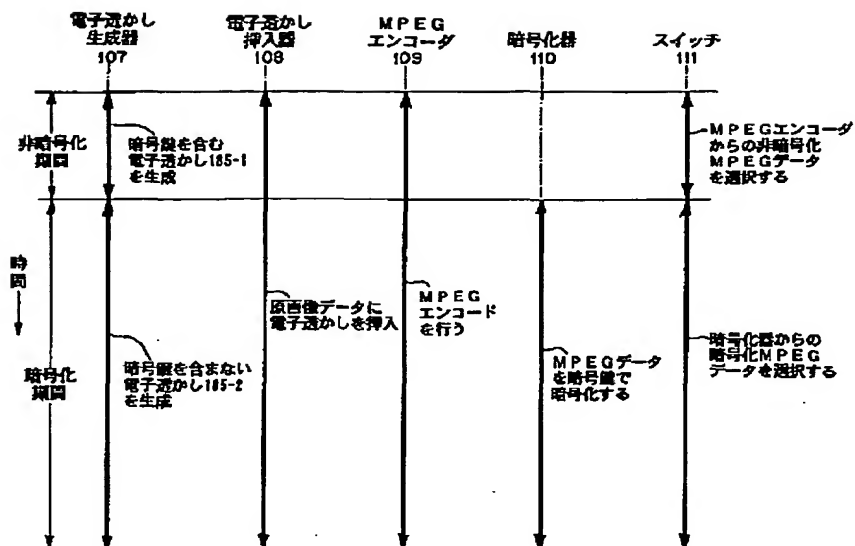 電子透かし
生成器
107
電子透かし
挿入器
108
MPEG
エンコーダ
109
暗号化器
110
スイッチ
111
非暗号化
期間
暗号鍵を含む
電子透かし185-1
を生成
MPEGエンコーダ
からの非暗号化
MPEGデータ
を選択する
時
間
暗号化
期間
暗号鍵を含まない
電子透かし185-2
を生成
原画像データに
電子透かしを挿入
MPEG
エンコード
を行う
MPEGデータ
を暗号鍵で
暗号化する
暗号化器からの
暗号化MPEG
データを選択する